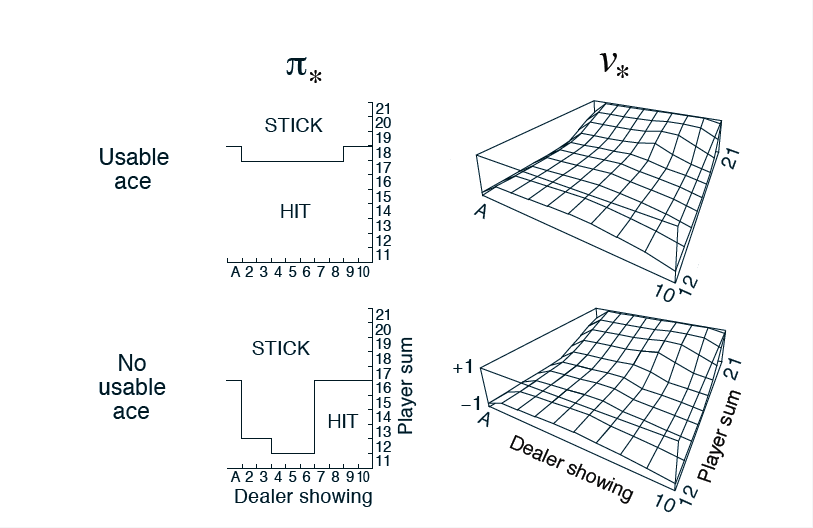 π*
v*
Usable
ace
STICK
HIT
21
20
19
18
17
16
15
14
13
12
11
A 2 3 4 5 6 7 8 9 10
A
21
10
12
No
usable
ace
STICK
HIT
21
20
19
18
17
16
15
14
13
12
11
Player sum
A 2 3 4 5 6 7 8 9 10
Dealer showing
+1
−1
A
Dealer showing
10
12
Player sum
21